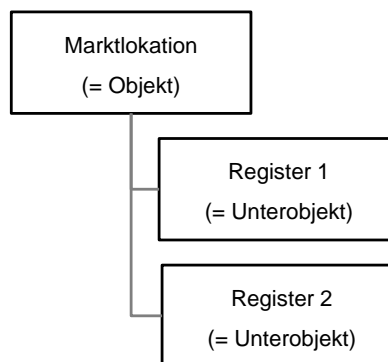 Marktlokation
(= Objekt)
Register 1
(= Unterobjekt)
Register 2
(= Unterobjekt)